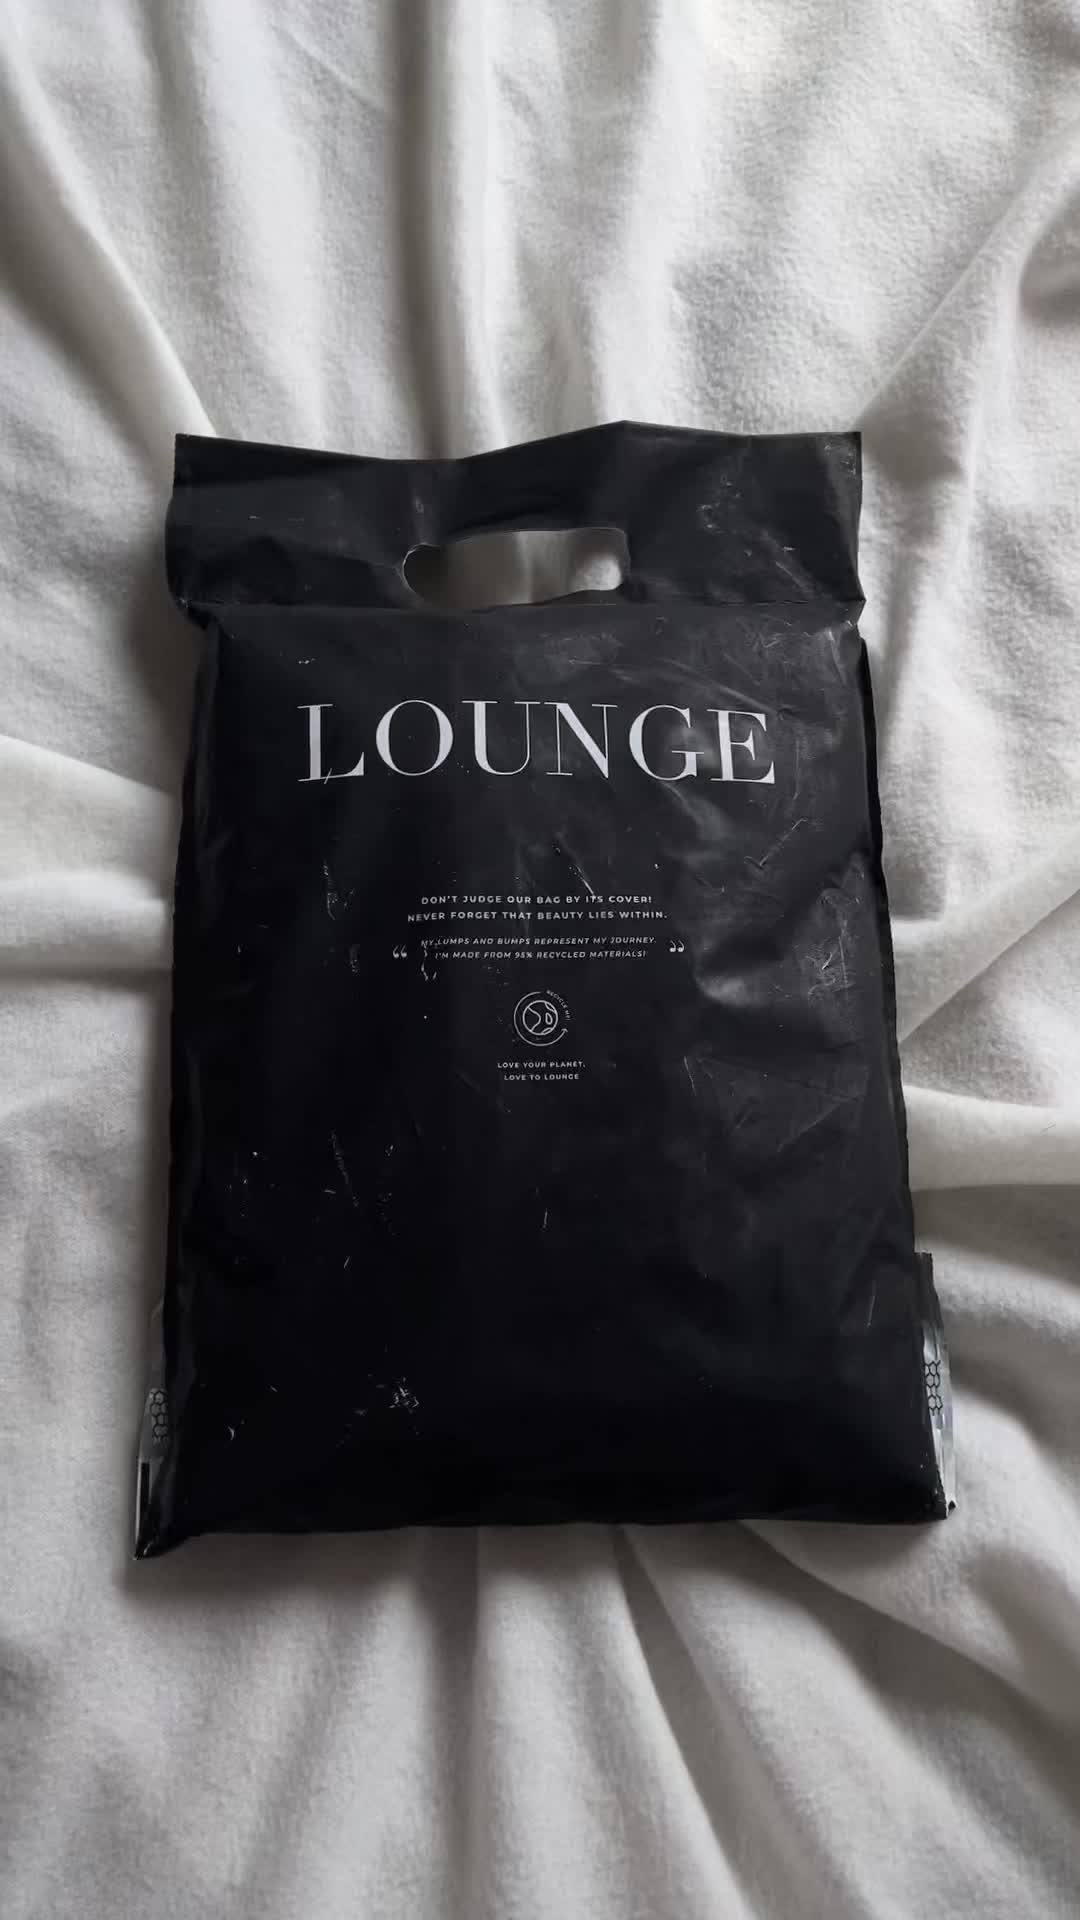 LOUNGE
DON'T JUDGE OUR BAG BY ITS COVER!
NEVER FORGET THAT BEAUTY LIES WITHIN.
“ MY LUMPS AND BUMPS REPRESENT MY JOURNEY. ”
I'M MADE FROM 95% RECYCLED MATERIALS!
RECYCLE ME!
LOVE YOUR PLANET,
LOVE TO LOUNGE